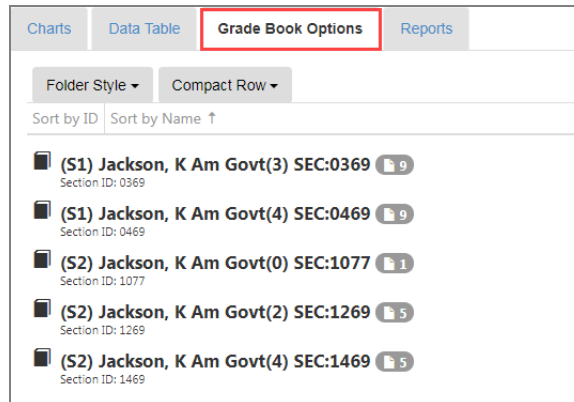 Charts Data Table Grade Book Options Reports
Folder Style Compact Row
Sort by ID Sort by Name ↑
(S1) Jackson, K Am Govt(3) SEC:0369 9
Section ID: 0369
(S1) Jackson, K Am Govt(4) SEC:0469 9
Section ID: 0469
(S2) Jackson, K Am Govt(0) SEC:1077 1
Section ID: 1077
(S2) Jackson, K Am Govt(2) SEC:1269 5
Section ID: 1269
(S2) Jackson, K Am Govt(4) SEC:1469 5
Section ID: 1469